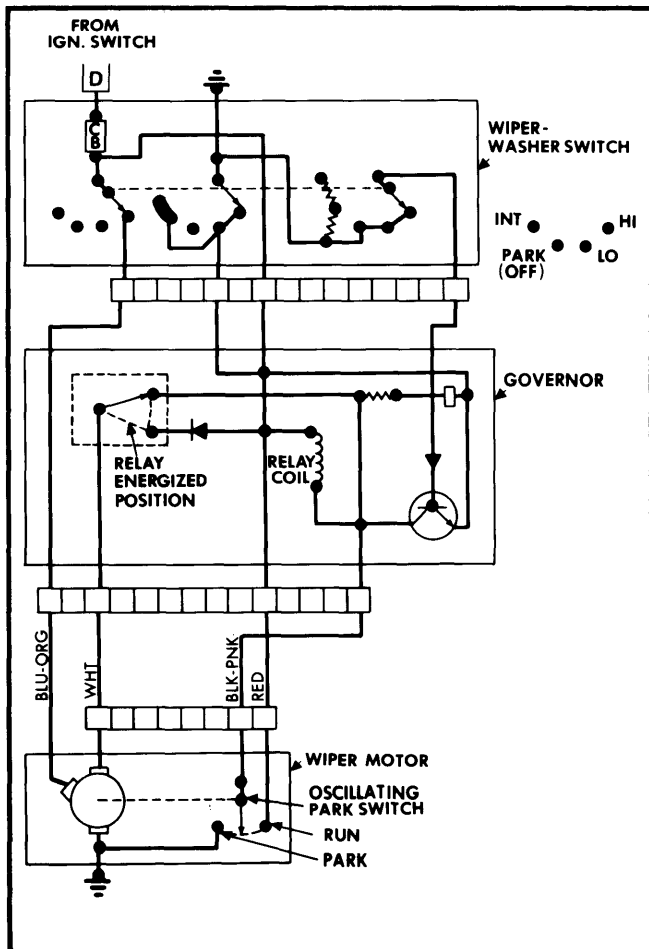 FROM
IGN. SWITCH
D
CB
WIPER-
WASHER SWITCH
INT
HI
PARK
(OFF)
LO
GOVERNOR
RELAY
ENERGIZED
POSITION
RELAY
COIL
BLU-ORG
WHT
BLK-PNK
RED
WIPER MOTOR
OSCILLATING
PARK SWITCH
RUN
PARK